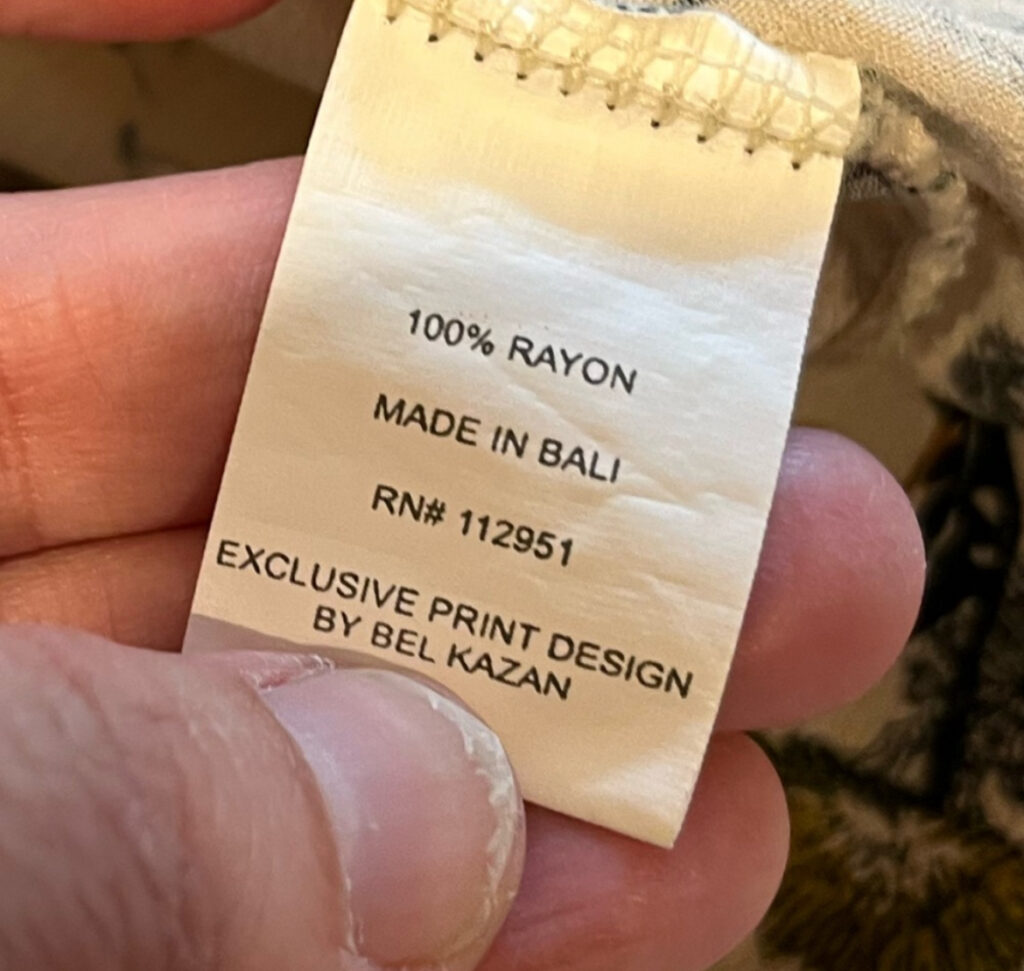 100% RAYON
MADE IN BALI
RN# 112951
EXCLUSIVE PRINT DESIGN
BY BEL KAZAN